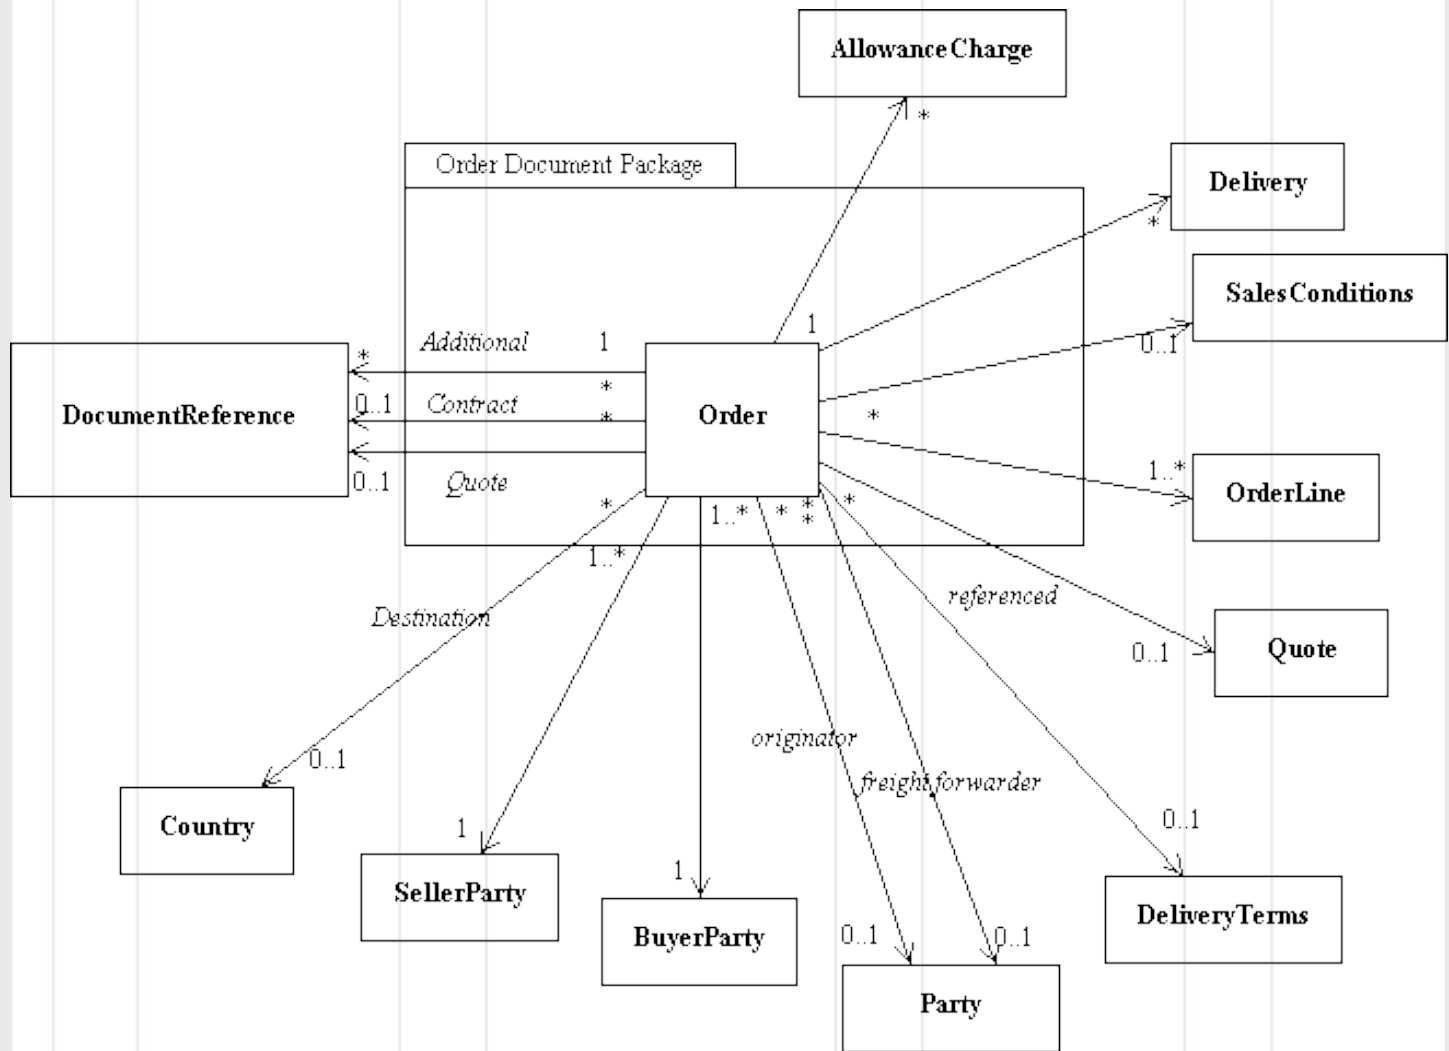 AllowanceCharge
*
Order Document Package
Delivery
*
SalesConditions
0..1
1
Additional
1
*
DocumentReference
*
0..1
Contract
*
Order
*
0..1
Quote
*
1..*
OrderLine
1..*
*
*
*
*
*
1..*
referenced
Destination
Quote
0..1
0..1
originator
freight forwarder
0..1
Country
1
SellerParty
1
BuyerParty
0..1
0..1
DeliveryTerms
Party